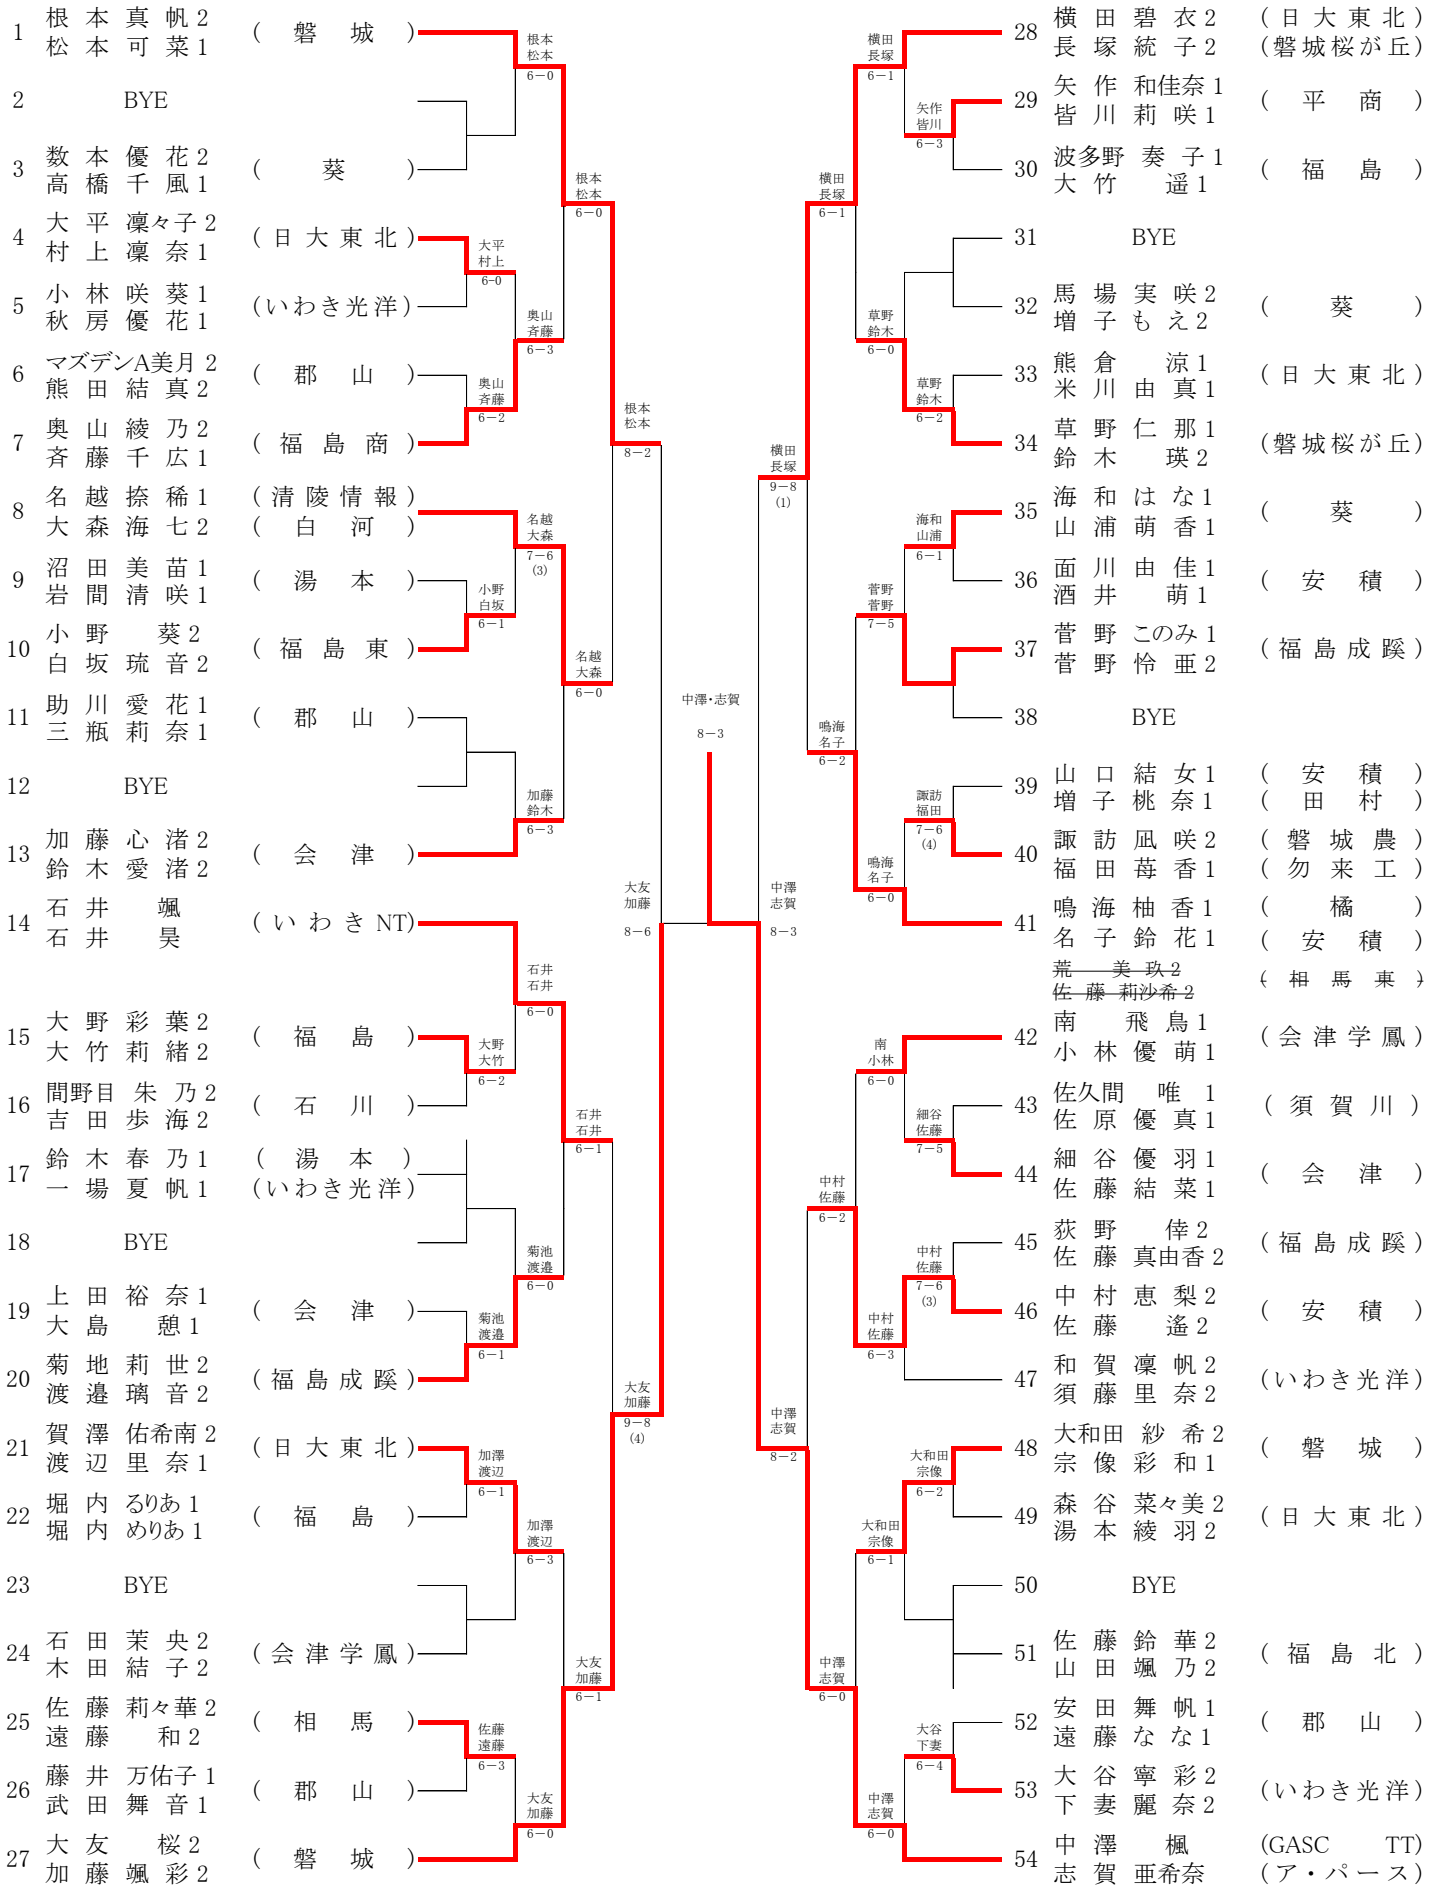 1 根本真帆2 (磐城)
松本可菜1
2 BYE
3 数本優花2 (葵)
高橋千風1
4 大平凜々子2 (日大東北)
村上凜奈1
5 小林咲葵1 (いわき光洋)
秋房優花1
6 マズデンA美月2 (郡山)
熊田結真2
7 奥山綾乃2 (福島商)
斉藤千広1
8 名越捺稀1 (清陵情報)
大森海七2 (白河)
9 沼田美苗1 (湯本)
岩間清咲1
10 小野葵2 (福島東)
白坂琉音2
11 助川愛花1 (郡山)
三瓶莉奈1
12 BYE
13 加藤心渚2 (会津)
鈴木愛渚2
14 石井颯 (いわきNT)
石井昊
15 大野彩葉2 (福島)
大竹莉緒2
16 間野目朱乃2 (石川)
吉田歩海2
17 鈴木春乃1 (湯本)
一場夏帆1 (いわき光洋)
18 BYE
19 上田裕奈1 (会津)
大島憩1
20 菊地莉世2 (福島成蹊)
渡邉璃音2
21 賀澤佑希南2 (日大東北)
渡辺里奈1
22 堀内るりあ1 (福島)
堀内めりあ1
23 BYE
24 石田茉央2 (会津学鳳)
木田結子2
25 佐藤莉々華2 (相馬)
遠藤和2
26 藤井万佑子1 (郡山)
武田舞音1
27 大友桜2 (磐城)
加藤颯彩2
根本
松本
6-0
大平
村上
6-0
奥山
斉藤
6-2
奥山
斉藤
6-3
根本
松本
6-0
名越
大森
7-6
(3)
小野
白坂
6-1
加藤
鈴木
6-3
名越
大森
6-0
根本
松本
8-2
石井
石井
6-0
大野
大竹
6-2
菊池
渡邉
6-1
菊池
渡邉
6-0
石井
石井
6-1
加澤
渡辺
6-1
加澤
渡辺
6-3
佐藤
遠藤
6-3
大友
加藤
6-0
大友
加藤
6-1
大友
加藤
9-8
(4)
大友
加藤
8-6
中澤・志賀
8-3
中澤
志賀
8-3
横田
長塚
9-8
(1)
横田
長塚
6-1
横田
長塚
6-1
矢作
皆川
6-3
草野
鈴木
6-0
草野
鈴木
6-2
海和
山浦
6-1
菅野
菅野
7-5
鳴海
名子
6-2
諏訪
福田
7-6
(4)
鳴海
名子
6-0
南
小林
6-0
細谷
佐藤
7-5
中村
佐藤
6-2
中村
佐藤
7-6
(3)
中村
佐藤
6-3
中澤
志賀
8-2
大和田
宗像
6-2
大和田
宗像
6-1
中澤
志賀
6-0
大谷
下妻
6-4
中澤
志賀
6-0
28 横田碧衣2 (日大東北)
長塚統子2 (磐城桜が丘)
29 矢作和佳奈1 (平商)
皆川莉咲1
30 波多野奏子1 (福島)
大竹遥1
31 BYE
32 馬場実咲2 (葵)
増子もえ2
33 熊倉涼1 (日大東北)
米川由真1
34 草野仁那1 (磐城桜が丘)
鈴木瑛2
35 海和はな1 (葵)
山浦萌香1
36 面川由佳1 (安積)
酒井萌1
37 菅野このみ1 (福島成蹊)
菅野怜亜2
38 BYE
39 山口結女1 (安積)
増子桃奈1 (田村)
40 諏訪凪咲2 (磐城農)
福田苺香1 (勿来工)
41 鳴海柚香1 (橘)
名子鈴花1 (安積)
荒美玖2 (相馬東)
佐藤莉沙希2
42 南飛鳥1 (会津学鳳)
小林優萌1
43 佐久間唯1 (須賀川)
佐原優真1
44 細谷優羽1 (会津)
佐藤結菜1
45 荻野倖2 (福島成蹊)
佐藤真由香2
46 中村恵梨2 (安積)
佐藤遙2
47 和賀凜帆2 (いわき光洋)
須藤里奈2
48 大和田紗希2 (磐城)
宗像彩和1
49 森谷菜々美2 (日大東北)
湯本綾羽2
50 BYE
51 佐藤鈴華2 (福島北)
山田颯乃2
52 安田舞帆1 (郡山)
遠藤なな1
53 大谷寧彩2 (いわき光洋)
下妻麗奈2
54 中澤楓 (GASC TT)
志賀亜希奈 (ア・パース)